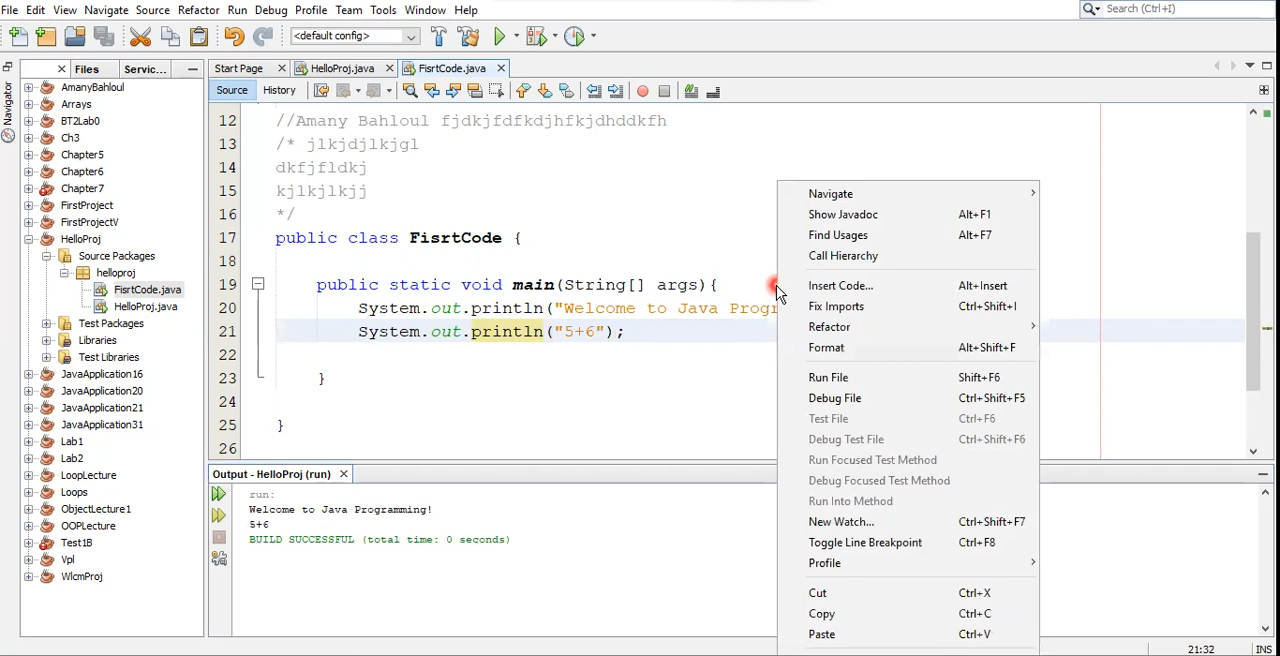 File Edit View Navigate Source Refactor Run Debug Profile Team Tools Window Help
Search (Ctrl+I)
<default config>
Files Servic...
Start Page HelloProj.java FisrtCode.java
Navigator
Source History
AmanyBahloul
Arrays
BT2Lab0
Ch3
Chapter5
Chapter6
Chapter7
FirstProject
FirstProjectV
HelloProj
Source Packages
helloproj
FisrtCode.java
HelloProj.java
Test Packages
Libraries
Test Libraries
JavaApplication16
JavaApplication20
JavaApplication21
JavaApplication31
Lab1
Lab2
LoopLecture
Loops
ObjectLecture1
OOPLecture
Test1B
Vpl
WlcmProj
12 //Amany Bahloul fjdkjfdfkdjhfkjdhddkfh
13 /* jlkjdjlkjgl
14 dkfjfldkj
15 kjlkjlkjj
16 */
17 public class FisrtCode {
18
19 public static void main(String[] args){
20 System.out.println("Welcome to Java Progr
21 System.out.println("5+6");
22
23 }
24
25 }
26
Navigate
Show Javadoc Alt+F1
Find Usages Alt+F7
Call Hierarchy
Insert Code... Alt+Insert
Fix Imports Ctrl+Shift+I
Refactor
Format Alt+Shift+F
Run File Shift+F6
Debug File Ctrl+Shift+F5
Test File Ctrl+F6
Debug Test File Ctrl+Shift+F6
Run Focused Test Method
Debug Focused Test Method
Run Into Method
New Watch... Ctrl+Shift+F7
Toggle Line Breakpoint Ctrl+F8
Profile
Cut Ctrl+X
Copy Ctrl+C
Paste Ctrl+V
Output - HelloProj (run)
run:
Welcome to Java Programming!
5+6
BUILD SUCCESSFUL (total time: 0 seconds)
21:32 INS